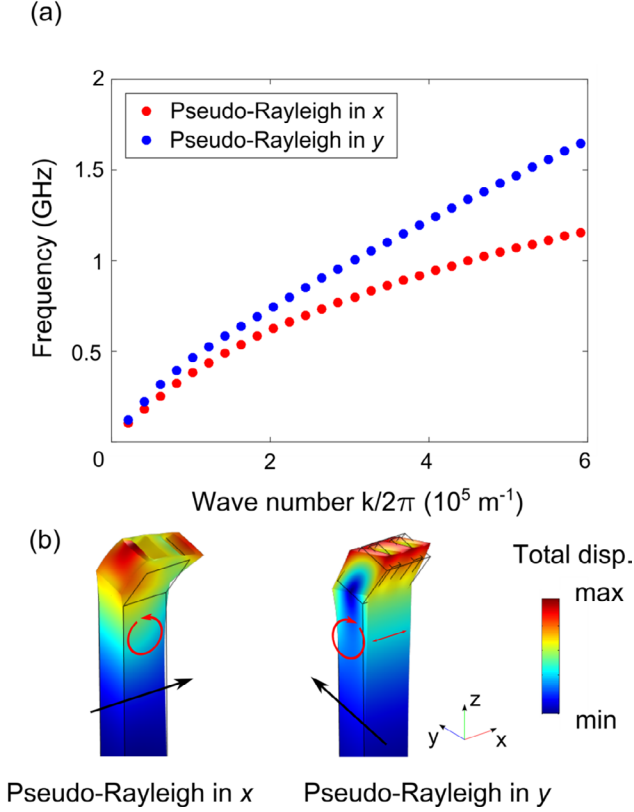 (a)
2
1.5
1
0.5
0
2
4
6
Frequency (GHz)
Pseudo-Rayleigh in x
Pseudo-Rayleigh in y
Wave number k/2π (10⁵ m⁻¹)
(b)
Total disp.
max
min
z
y
x
Pseudo-Rayleigh in x
Pseudo-Rayleigh in y